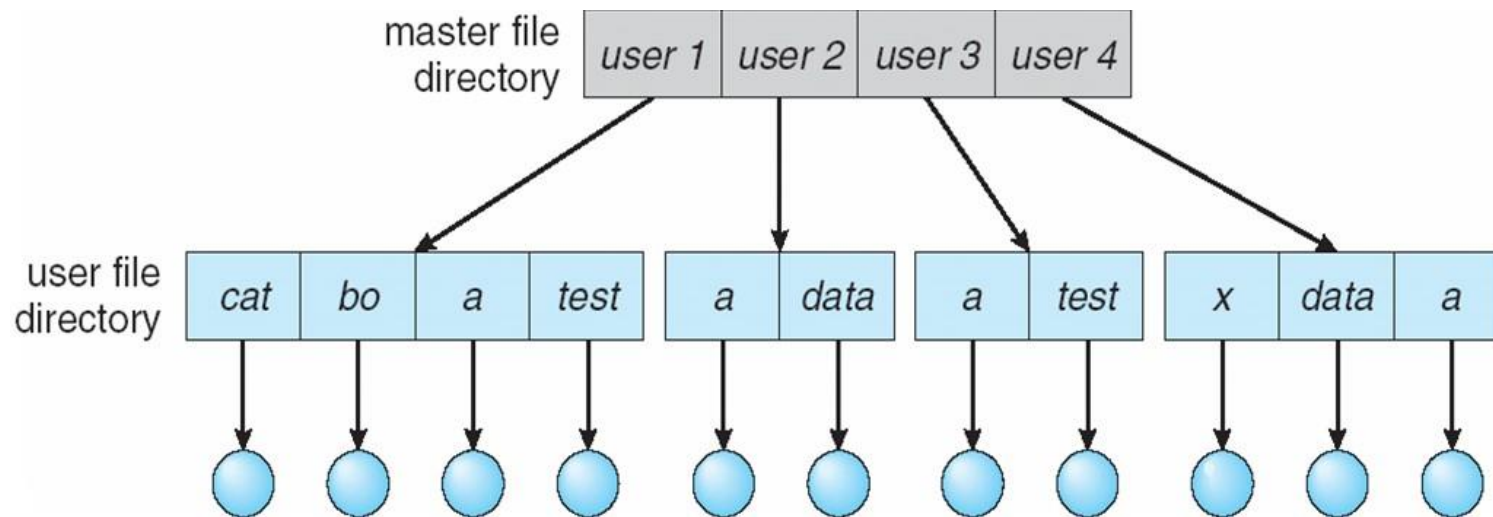 master file
directory
user 1 user 2 user 3 user 4
user file
directory
cat bo a test a data a test x data a